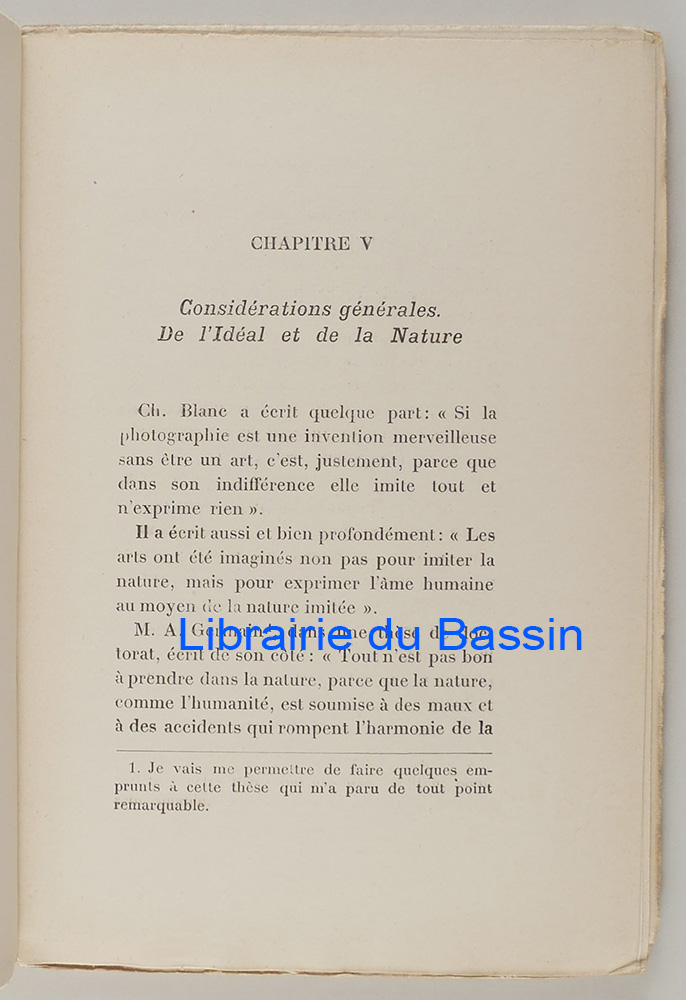 CHAPITRE V
Considérations générales.
De l'Idéal et de la Nature
Ch. Blanc a écrit quelque part : « Si la
photographie est une invention merveilleuse
sans être un art, c'est, justement, parce que
dans son indifférence elle imite tout et
n'exprime rien ».
Il a écrit aussi et bien profondément : « Les
arts ont été imaginés non pas pour imiter la
nature, mais pour exprimer l'âme humaine
au moyen de la nature imitée ».
M. A. Germain¹, dans une thèse de doc-
Librairie du Bassin
torat, écrit de son côté : « Tout n'est pas bon
à prendre dans la nature, parce que la nature,
comme l'humanité, est soumise à des maux et
à des accidents qui rompent l'harmonie de la
1. Je vais me permettre de faire quelques em-
prunts à cette thèse qui m'a paru de tout point
remarquable.